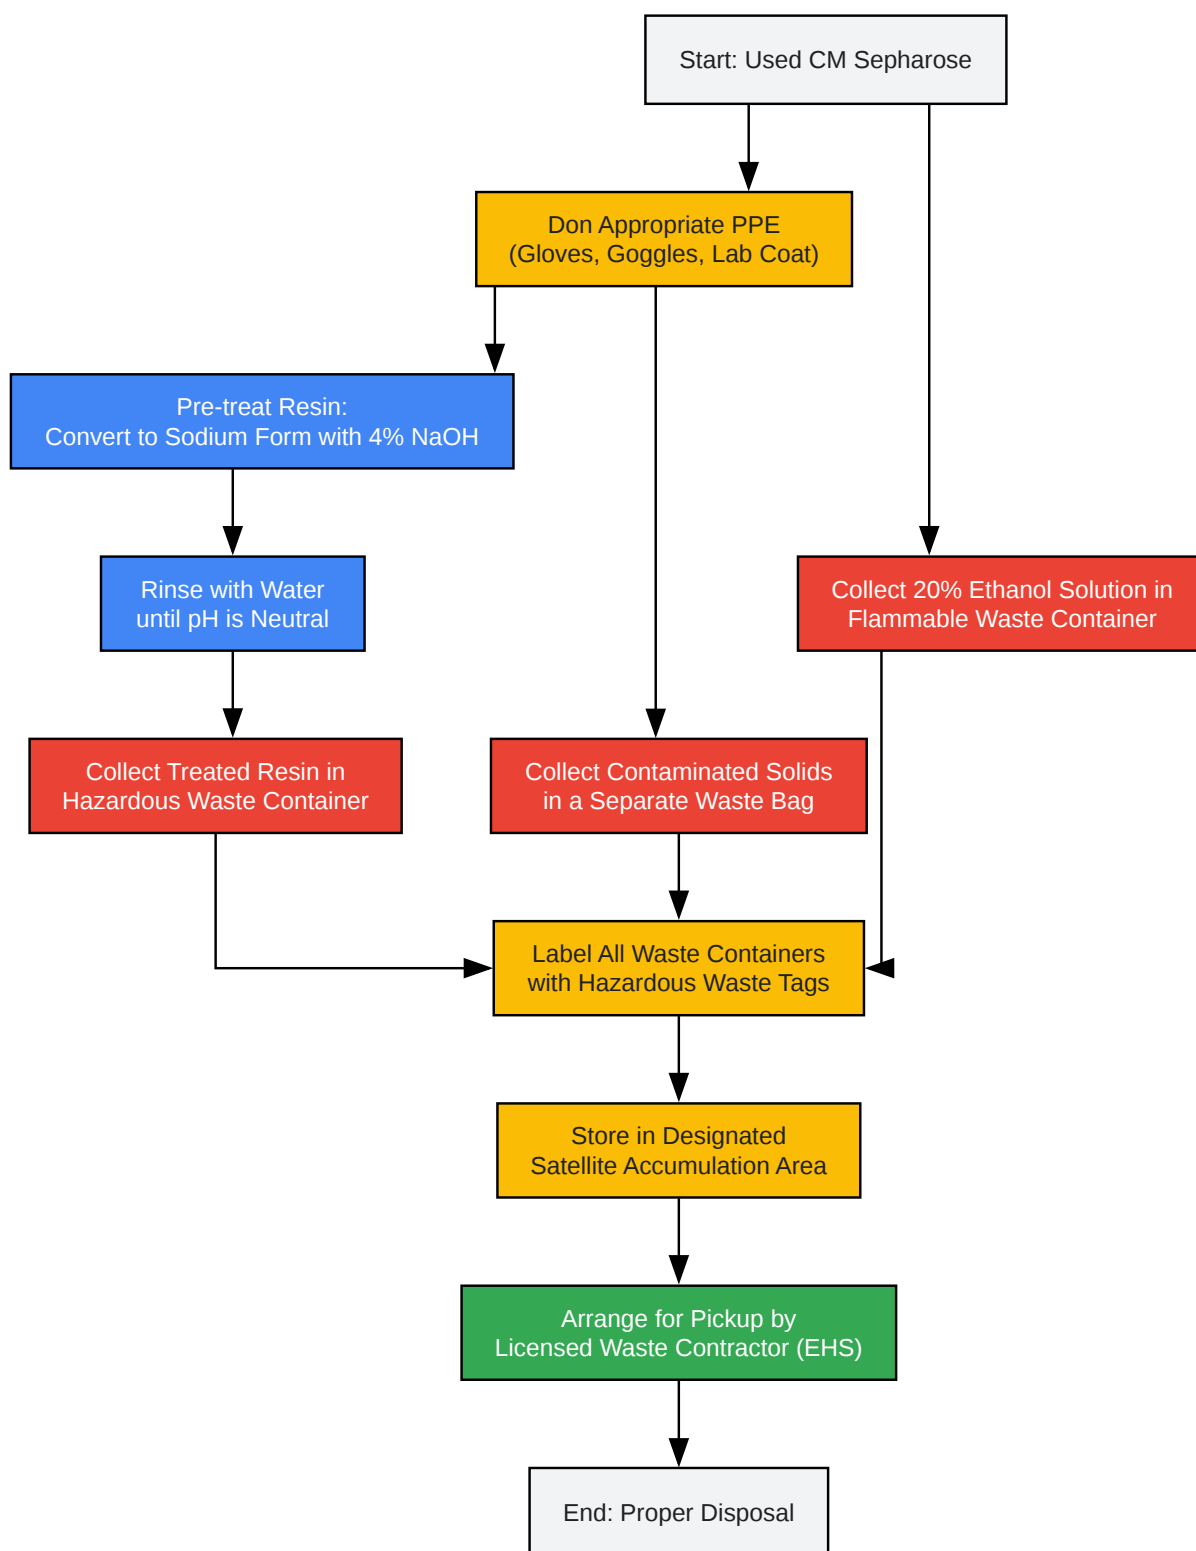 Start: Used CM Sepharose
Don Appropriate PPE
(Gloves, Goggles, Lab Coat)
Pre-treat Resin:
Convert to Sodium Form with 4% NaOH
Rinse with Water
until pH is Neutral
Collect 20% Ethanol Solution in
Flammable Waste Container
Collect Treated Resin in
Hazardous Waste Container
Collect Contaminated Solids
in a Separate Waste Bag
Label All Waste Containers
with Hazardous Waste Tags
Store in Designated
Satellite Accumulation Area
Arrange for Pickup by
Licensed Waste Contractor (EHS)
End: Proper Disposal